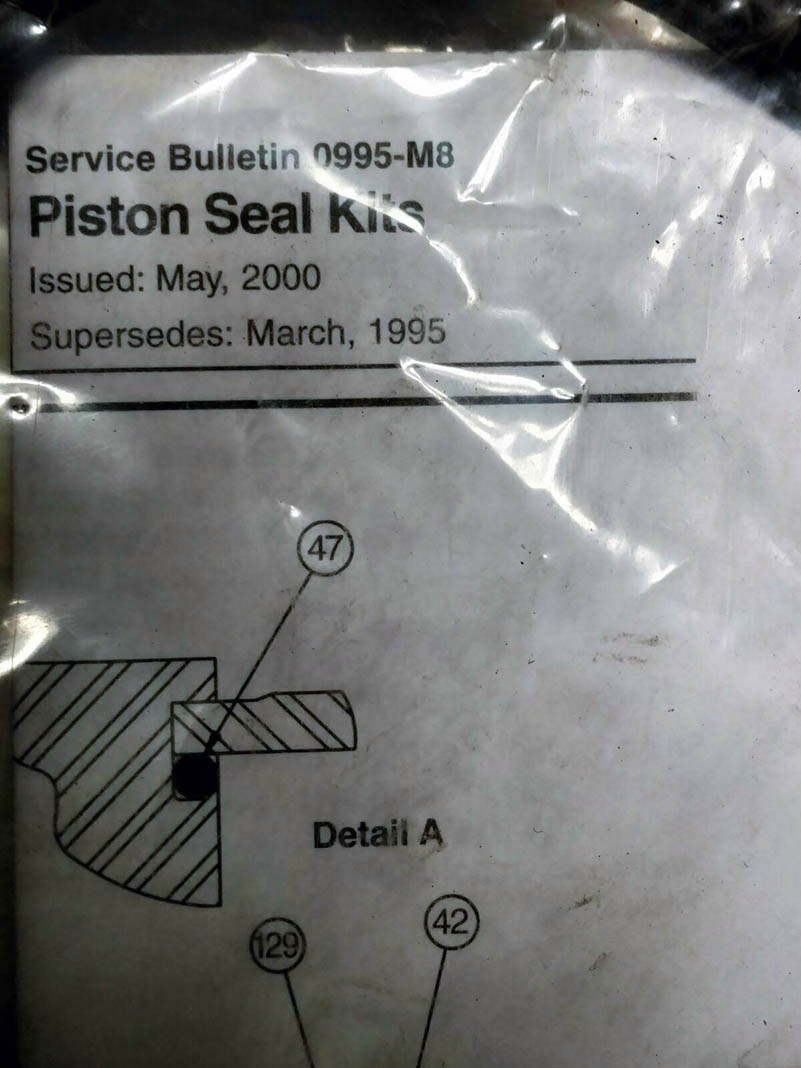 Service Bulletin 0995-M8
Piston Seal Kits
Issued: May, 2000
Supersedes: March, 1995
47
Detail A
129
42